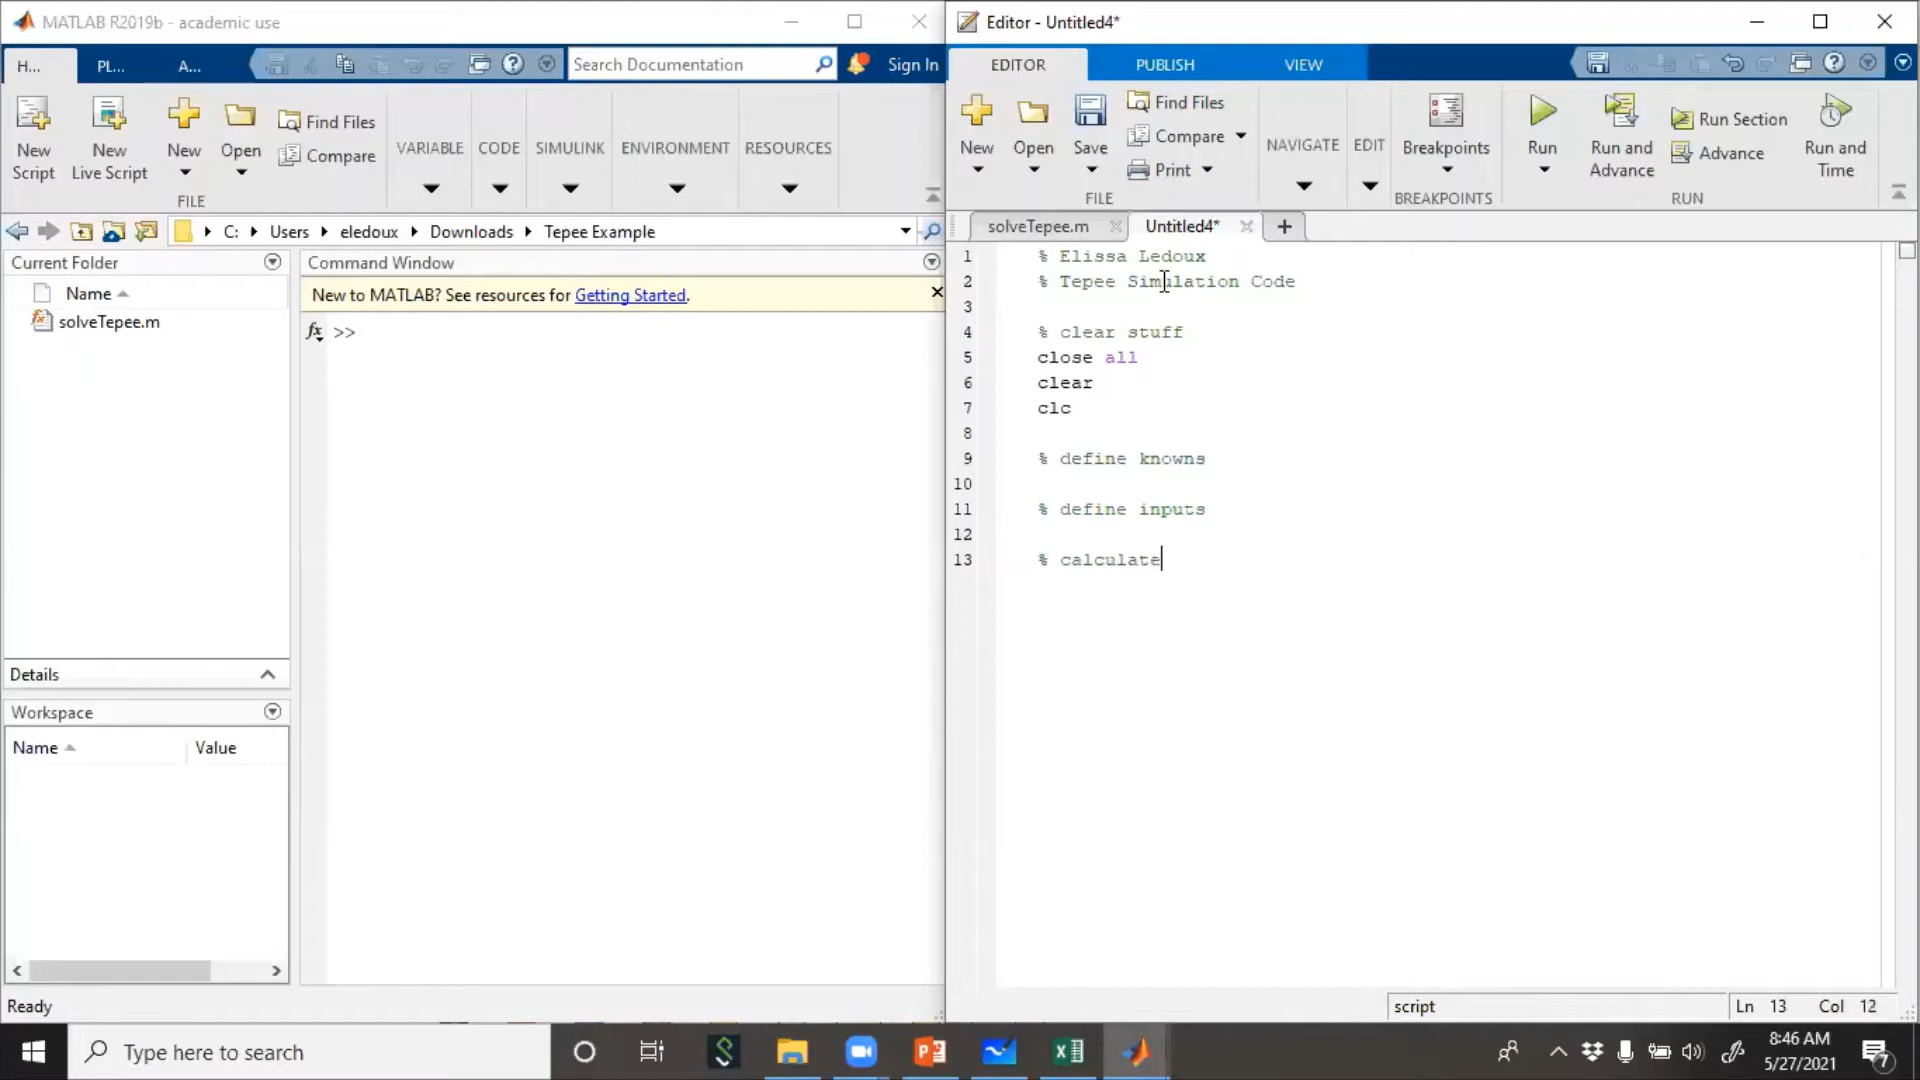 MATLAB R2019b - academic use
H...
PL...
A...
Search Documentation
Sign In
New Script
New Live Script
New
Open
Find Files
Compare
VARIABLE
CODE
SIMULINK
ENVIRONMENT
RESOURCES
FILE
C:
Users
eledoux
Downloads
Tepee Example
Current Folder
Name
solveTepee.m
Details
Workspace
Name
Value
Ready
Command Window
New to MATLAB? See resources for Getting Started.
fx >>
Editor - Untitled4*
EDITOR
PUBLISH
VIEW
New
Open
Save
Find Files
Compare
Print
NAVIGATE
EDIT
Breakpoints
Run
Run and Advance
Run Section
Advance
Run and Time
FILE
BREAKPOINTS
RUN
solveTepee.m
Untitled4*
1 % Elissa Ledoux
2 % Tepee Simulation Code
3
4 % clear stuff
5 close all
6 clear
7 clc
8
9 % define knowns
10
11 % define inputs
12
13 % calculate
script
Ln 13 Col 12
Type here to search
8:46 AM
5/27/2021
7